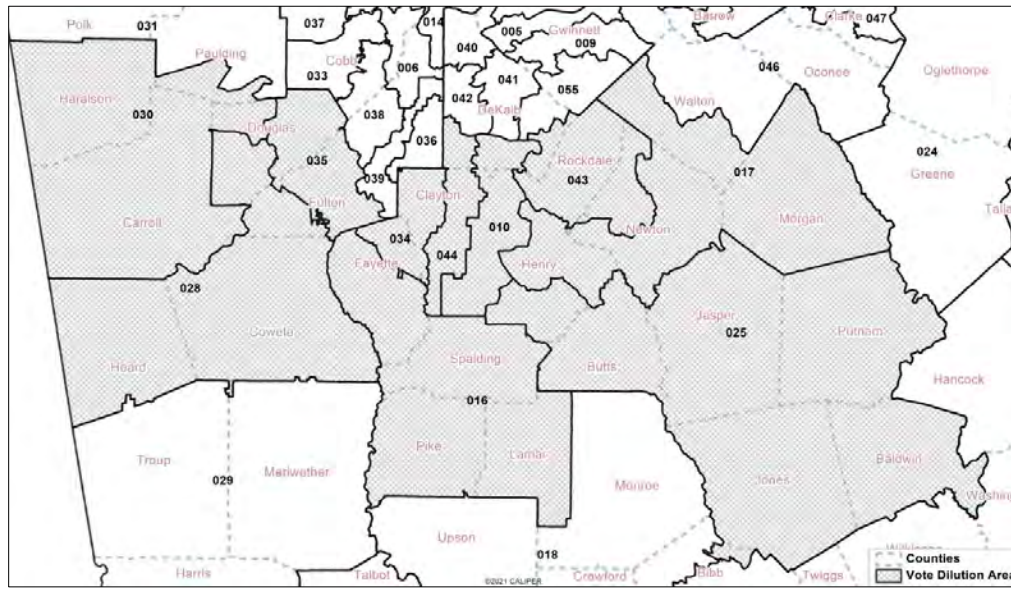 037
014
Barrow
Clarke
047
Polk
031
005
Gwinnett
Paulding
040
009
Cobb
033
006
041
046
Oconee
Oglethorpe
042
055
DeKalb
Walton
Haralson
030
038
Douglas
036
Rockdale
024
035
043
017
Greene
039
Fulton
Clayton
Morgan
Carroll
010
034
Newton
044
Fayette
Henry
028
Jasper
025
Putnam
Coweta
Heard
Spalding
Butts
Hancock
016
Troup
Pike
Lamar
Meriwether
Monroe
Jones
Baldwin
029
Upson
018
Harris
Talbot
©2021 CALIPER
Crawford
Bibb
Twiggs
Counties
Vote Dilution Area